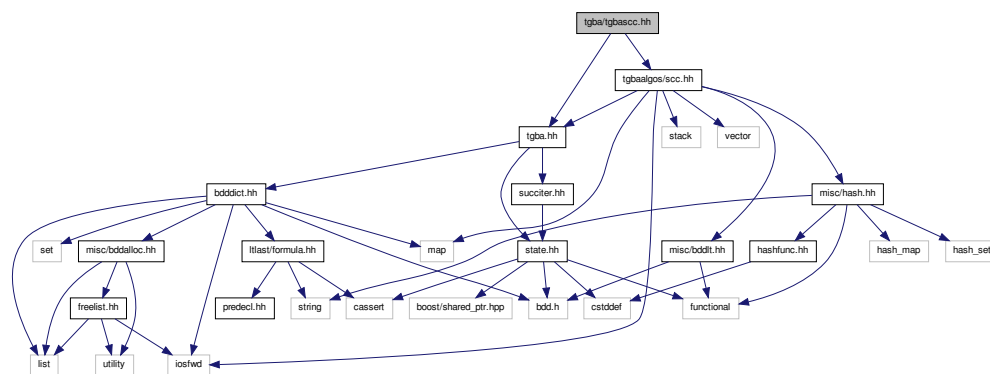 tgba/tgbascc.hh
tgbaalgos/scc.hh
tgba.hh
stack
vector
bdddict.hh
succiter.hh
misc/hash.hh
set
misc/bddalloc.hh
ltlast/formula.hh
map
state.hh
misc/bddlt.hh
hashfunc.hh
hash_map
hash_set
freelist.hh
predecl.hh
string
cassert
boost/shared_ptr.hpp
bdd.h
cstddef
functional
list
utility
iosfwd